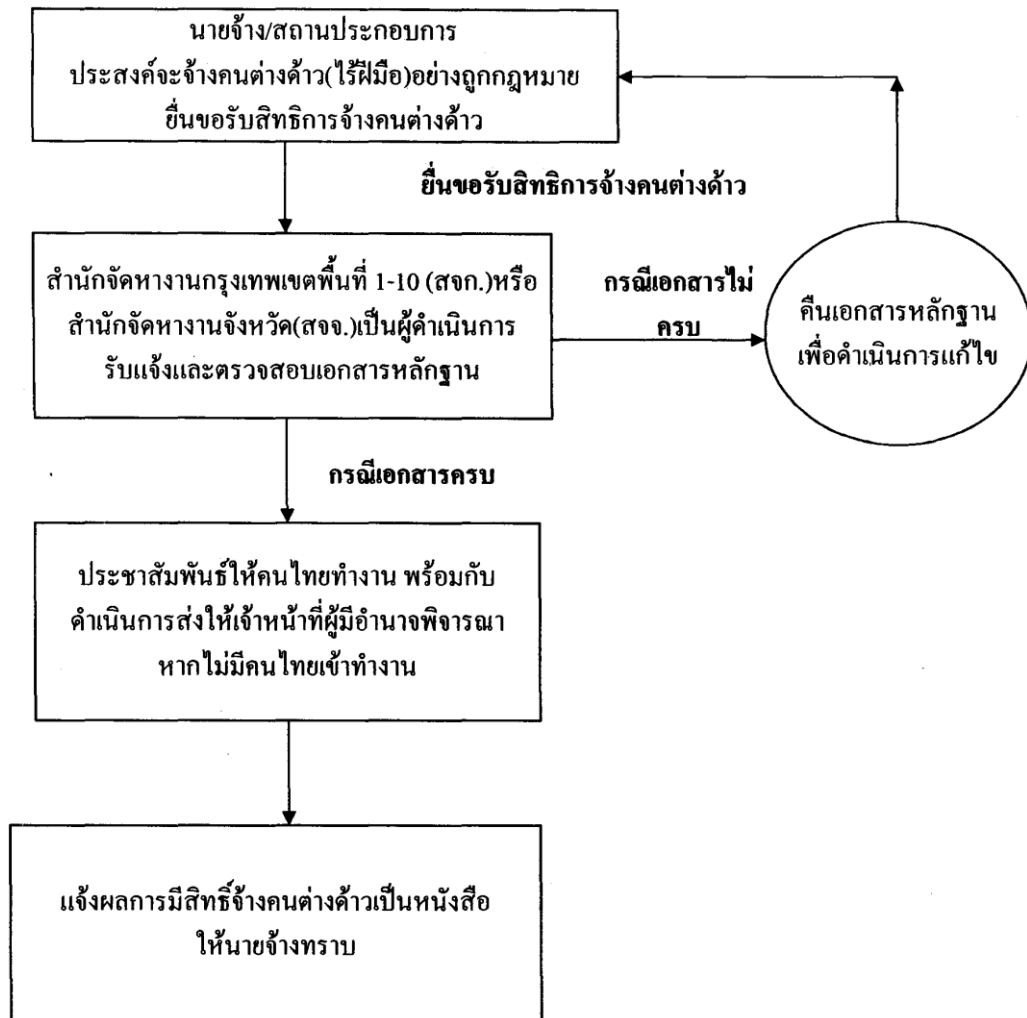 นายจ้าง/สถานประกอบการ
ประสงค์จะจ้างคนต่างด้าว(ไร้ฝีมือ)อย่างถูกกฎหมาย
ยื่นขอรับสิทธิการจ้างคนต่างด้าว
ยื่นขอรับสิทธิการจ้างคนต่างด้าว
สำนักจัดหางานกรุงเทพเขตพื้นที่ 1-10 (สจก.)หรือ
สำนักจัดหางานจังหวัด(สจจ.)เป็นผู้ดำเนินการ
รับแจ้งและตรวจสอบเอกสารหลักฐาน
กรณีเอกสารไม่
ครบ
คืนเอกสารหลักฐาน
เพื่อดำเนินการแก้ไข
กรณีเอกสารครบ
ประชาสัมพันธ์ให้คนไทยทำงาน พร้อมกับ
ดำเนินการส่งให้เจ้าหน้าที่ผู้มีอำนาจพิจารณา
หากไม่มีคนไทยเข้าทำงาน
แจ้งผลการมีสิทธิ์จ้างคนต่างด้าวเป็นหนังสือ
ให้นายจ้างทราบ